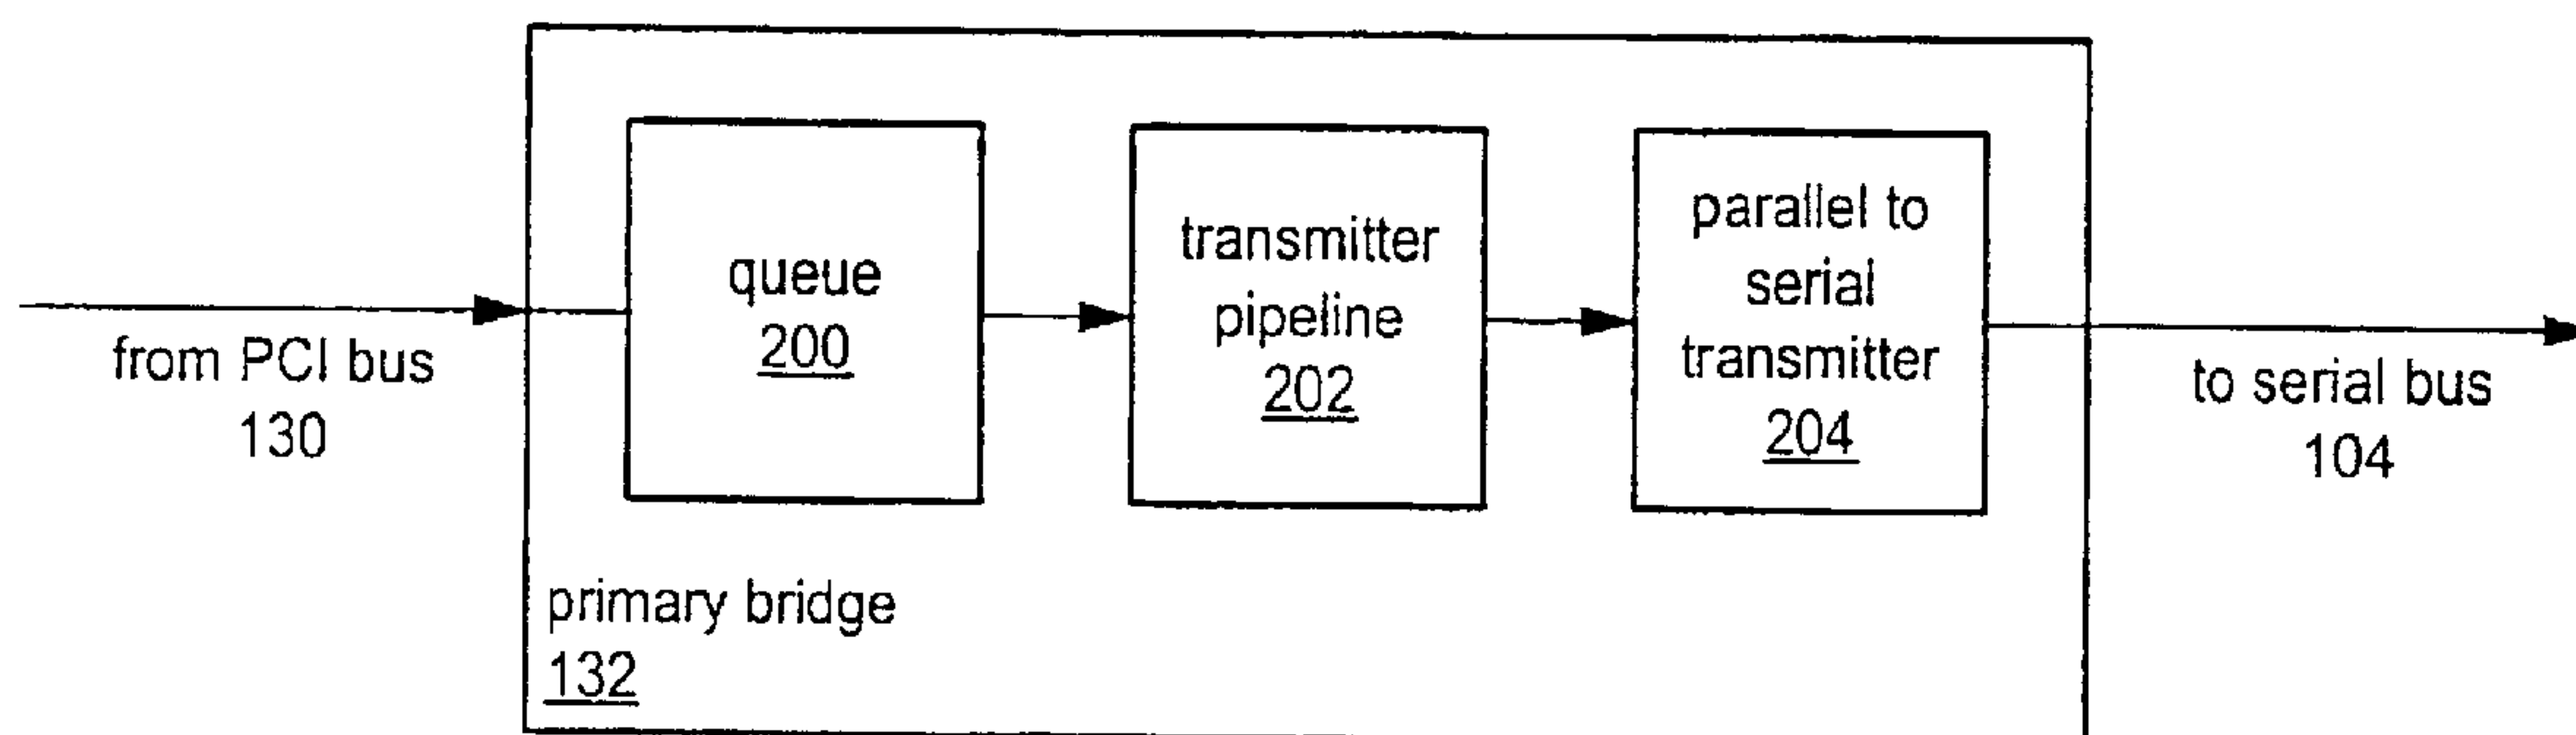 from PCI bus
130
queue
200
transmitter
pipeline
202
parallel to
serial
transmitter
204
primary bridge
132
to serial bus
104